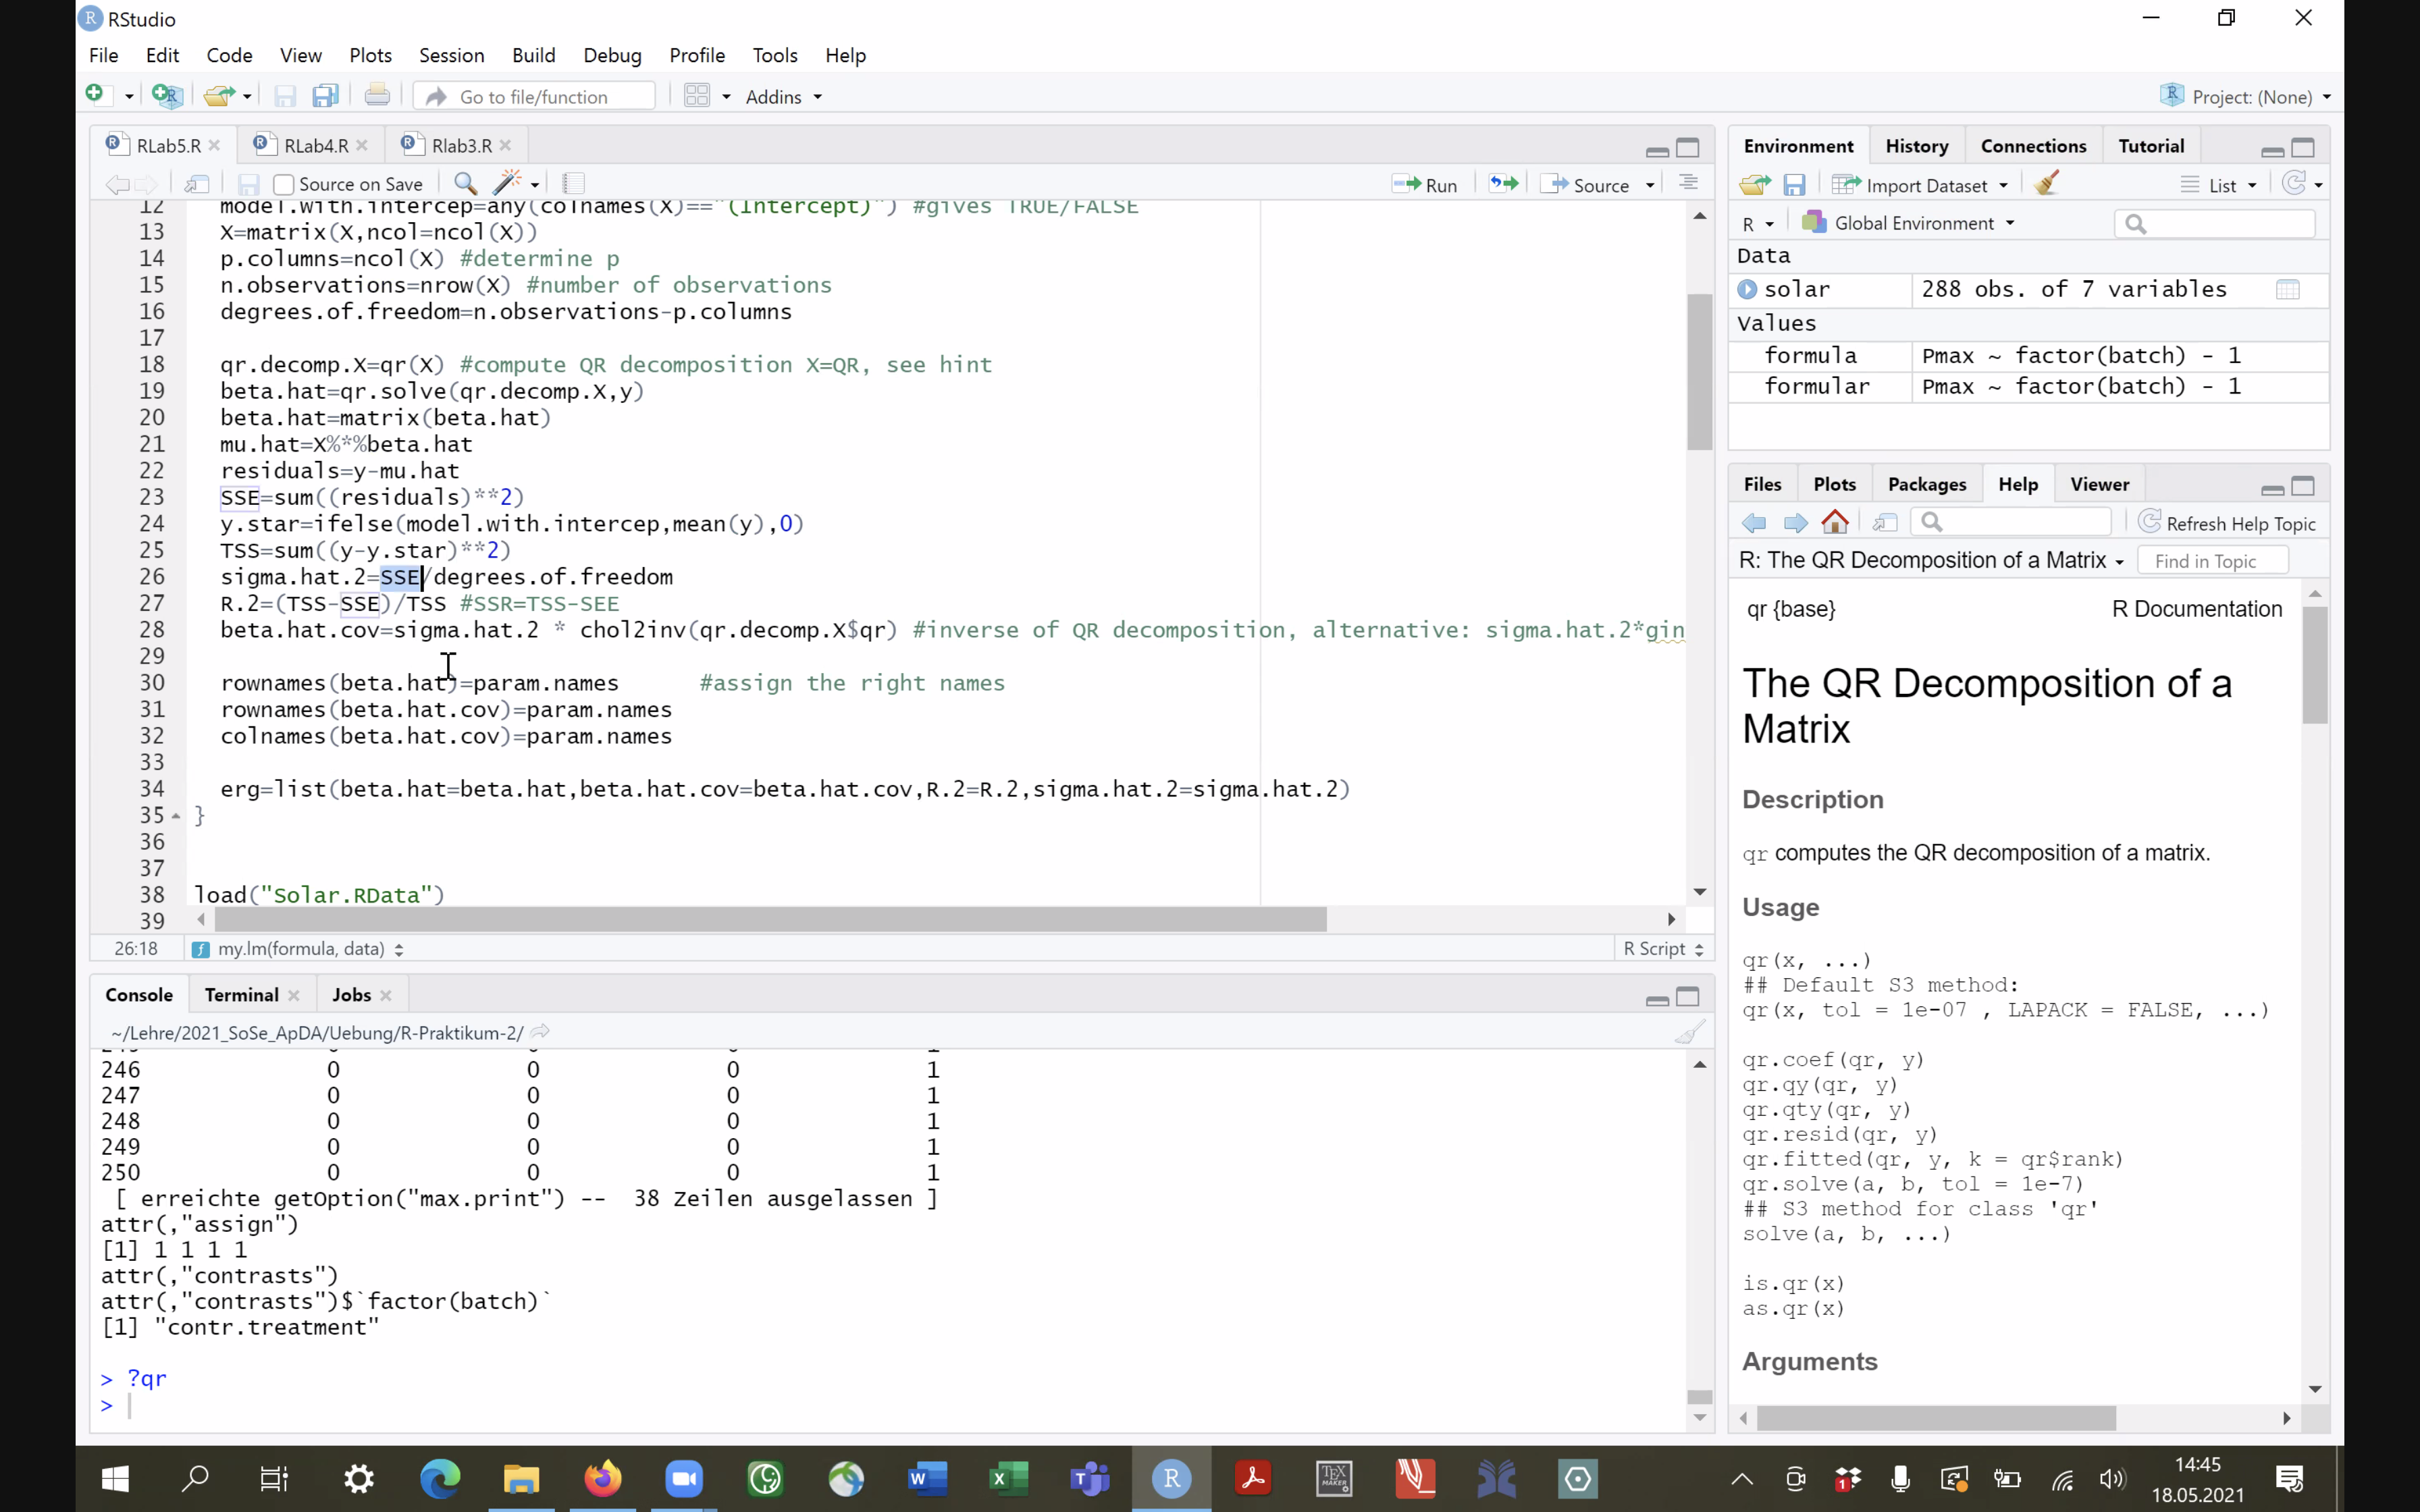 RStudio
File Edit Code View Plots Session Build Debug Profile Tools Help
Go to file/function Addins Project: (None)
RLab5.R RLab4.R Rlab3.R
Source on Save Run Source
12 model.with.intercep=any(colnames(X)=="(Intercept)") #gives TRUE/FALSE
13 X=matrix(X,ncol=ncol(X))
14 p.columns=ncol(X) #determine p
15 n.observations=nrow(X) #number of observations
16 degrees.of.freedom=n.observations-p.columns
17
18 qr.decomp.X=qr(X) #compute QR decomposition X=QR, see hint
19 beta.hat=qr.solve(qr.decomp.X,y)
20 beta.hat=matrix(beta.hat)
21 mu.hat=X%*%beta.hat
22 residuals=y-mu.hat
23 SSE=sum((residuals)**2)
24 y.star=ifelse(model.with.intercep,mean(y),0)
25 TSS=sum((y-y.star)**2)
26 sigma.hat.2=SSE/degrees.of.freedom
27 R.2=(TSS-SSE)/TSS #SSR=TSS-SEE
28 beta.hat.cov=sigma.hat.2 * chol2inv(qr.decomp.X$qr) #inverse of QR decomposition, alternative: sigma.hat.2*gin
29
30 rownames(beta.hat)=param.names #assign the right names
31 rownames(beta.hat.cov)=param.names
32 colnames(beta.hat.cov)=param.names
33
34 erg=list(beta.hat=beta.hat,beta.hat.cov=beta.hat.cov,R.2=R.2,sigma.hat.2=sigma.hat.2)
35 }
36
37
38 load("Solar.RData")
39
26:18 my.lm(formula, data) R Script
Console Terminal Jobs
~/Lehre/2021_SoSe_ApDA/Uebung/R-Praktikum-2/
246 0 0 0 1
247 0 0 0 1
248 0 0 0 1
249 0 0 0 1
250 0 0 0 1
[ erreichte getOption("max.print") -- 38 Zeilen ausgelassen ]
attr(,"assign")
[1] 1 1 1 1
attr(,"contrasts")
attr(,"contrasts")$`factor(batch)`
[1] "contr.treatment"
> ?qr
>
Environment History Connections Tutorial
Import Dataset List
R Global Environment
Data
solar 288 obs. of 7 variables
Values
formula Pmax ~ factor(batch) - 1
formular Pmax ~ factor(batch) - 1
Files Plots Packages Help Viewer
Refresh Help Topic
R: The QR Decomposition of a Matrix Find in Topic
qr {base} R Documentation
The QR Decomposition of a
Matrix
Description
qr computes the QR decomposition of a matrix.
Usage
qr(x, ...)
## Default S3 method:
qr(x, tol = 1e-07 , LAPACK = FALSE, ...)
qr.coef(qr, y)
qr.qy(qr, y)
qr.qty(qr, y)
qr.resid(qr, y)
qr.fitted(qr, y, k = qr$rank)
qr.solve(a, b, tol = 1e-7)
## S3 method for class 'qr'
solve(a, b, ...)
is.qr(x)
as.qr(x)
Arguments
14:45
18.05.2021